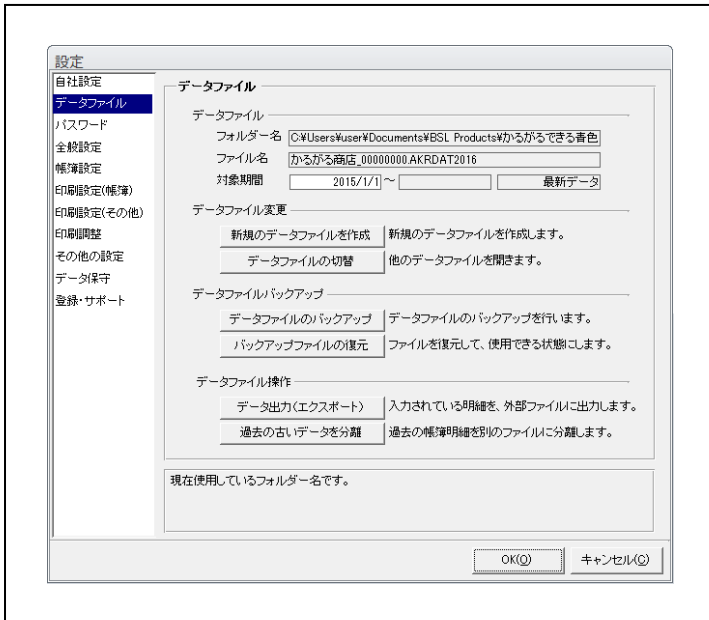 設定
自社設定
データファイル
パスワード
全般設定
帳簿設定
印刷設定(帳簿)
印刷設定(その他)
印刷調整
その他の設定
データ保守
登録・サポート
データファイル
データファイル
フォルダー名 C:¥Users¥user¥Documents¥BSL Products¥かるがるできる青色
ファイル名 かるがる商店_00000000.AKRDAT2016
対象期間 2015/1/1 ～ 最新データ
データファイル変更
新規のデータファイルを作成 新規のデータファイルを作成します。
データファイルの切替 他のデータファイルを開きます。
データファイルバックアップ
データファイルのバックアップ データファイルのバックアップを行います。
バックアップファイルの復元 ファイルを復元して、使用できる状態にします。
データファイル操作
データ出力(エクスポート) 入力されている明細を、外部ファイルに出力します。
過去の古いデータを分離 過去の帳簿明細を別のファイルに分離します。
現在使用しているフォルダー名です。
OK(O) キャンセル(C)